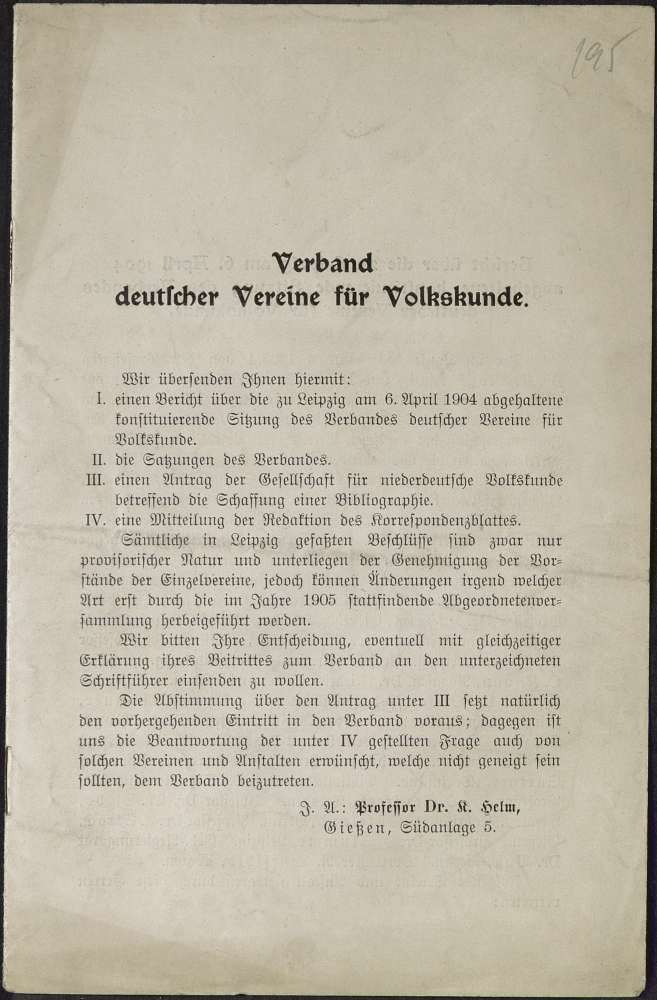 195
Verband
deutscher Vereine für Volkskunde.
Wir übersenden Ihnen hiermit:
I. einen Bericht über die zu Leipzig am 6. April 1904 abgehaltene
konstituierende Sitzung des Verbandes deutscher Vereine für
Volkskunde.
II. die Satzungen des Verbandes.
III. einen Antrag der Gesellschaft für niederdeutsche Volkskunde
betreffend die Schaffung einer Bibliographie.
IV. eine Mitteilung der Redaktion des Korrespondenzblattes.
Sämtliche in Leipzig gefaßten Beschlüsse sind zwar nur
provisorischer Natur und unterliegen der Genehmigung der Vor-
stände der Einzelvereine, jedoch können Änderungen irgend welcher
Art erst durch die im Jahre 1905 stattfindende Abgeordnetenver-
sammlung herbeigeführt werden.
Wir bitten Ihre Entscheidung, eventuell mit gleichzeitiger
Erklärung ihres Beitrittes zum Verband an den unterzeichneten
Schriftführer einsenden zu wollen.
Die Abstimmung über den Antrag unter III setzt natürlich
den vorhergehenden Eintritt in den Verband voraus; dagegen ist
uns die Beantwortung der unter IV gestellten Frage auch von
solchen Vereinen und Anstalten erwünscht, welche nicht geneigt sein
sollten, dem Verband beizutreten.
J. A.: Professor Dr. K. Helm,
Gießen, Südanlage 5.